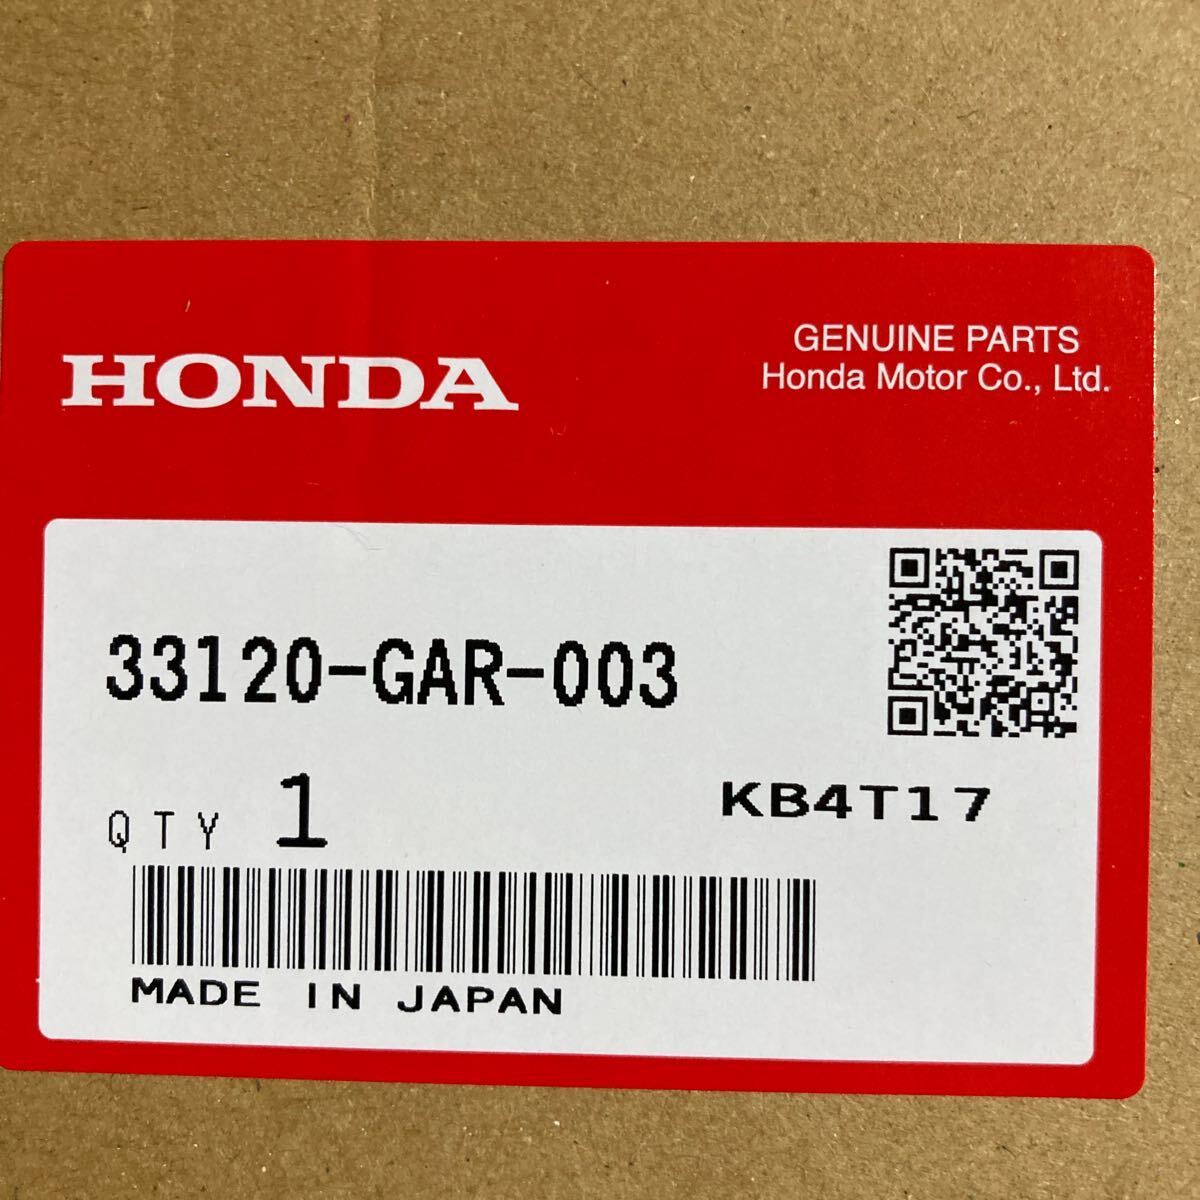 HONDA
GENUINE PARTS
Honda Motor Co., Ltd.
33120-GAR-003
QTY 1
KB4T17
MADE IN JAPAN